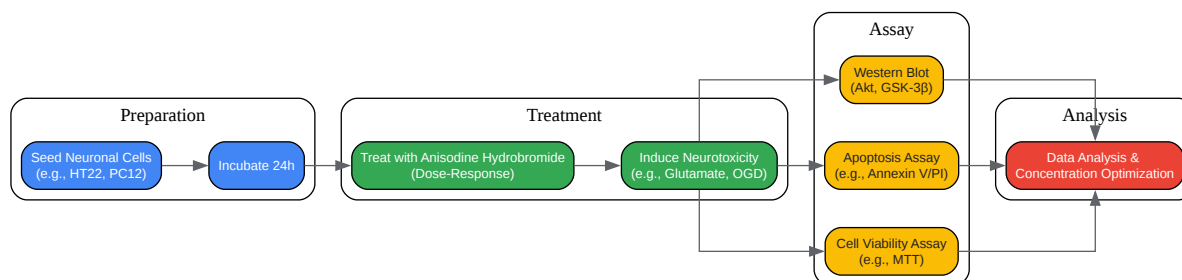 Preparation
Seed Neuronal Cells
(e.g., HT22, PC12)
Incubate 24h
Treatment
Treat with Anisodine Hydrobromide
(Dose-Response)
Induce Neurotoxicity
(e.g., Glutamate, OGD)
Assay
Western Blot
(Akt, GSK-3β)
Apoptosis Assay
(e.g., Annexin V/PI)
Cell Viability Assay
(e.g., MTT)
Analysis
Data Analysis &
Concentration Optimization